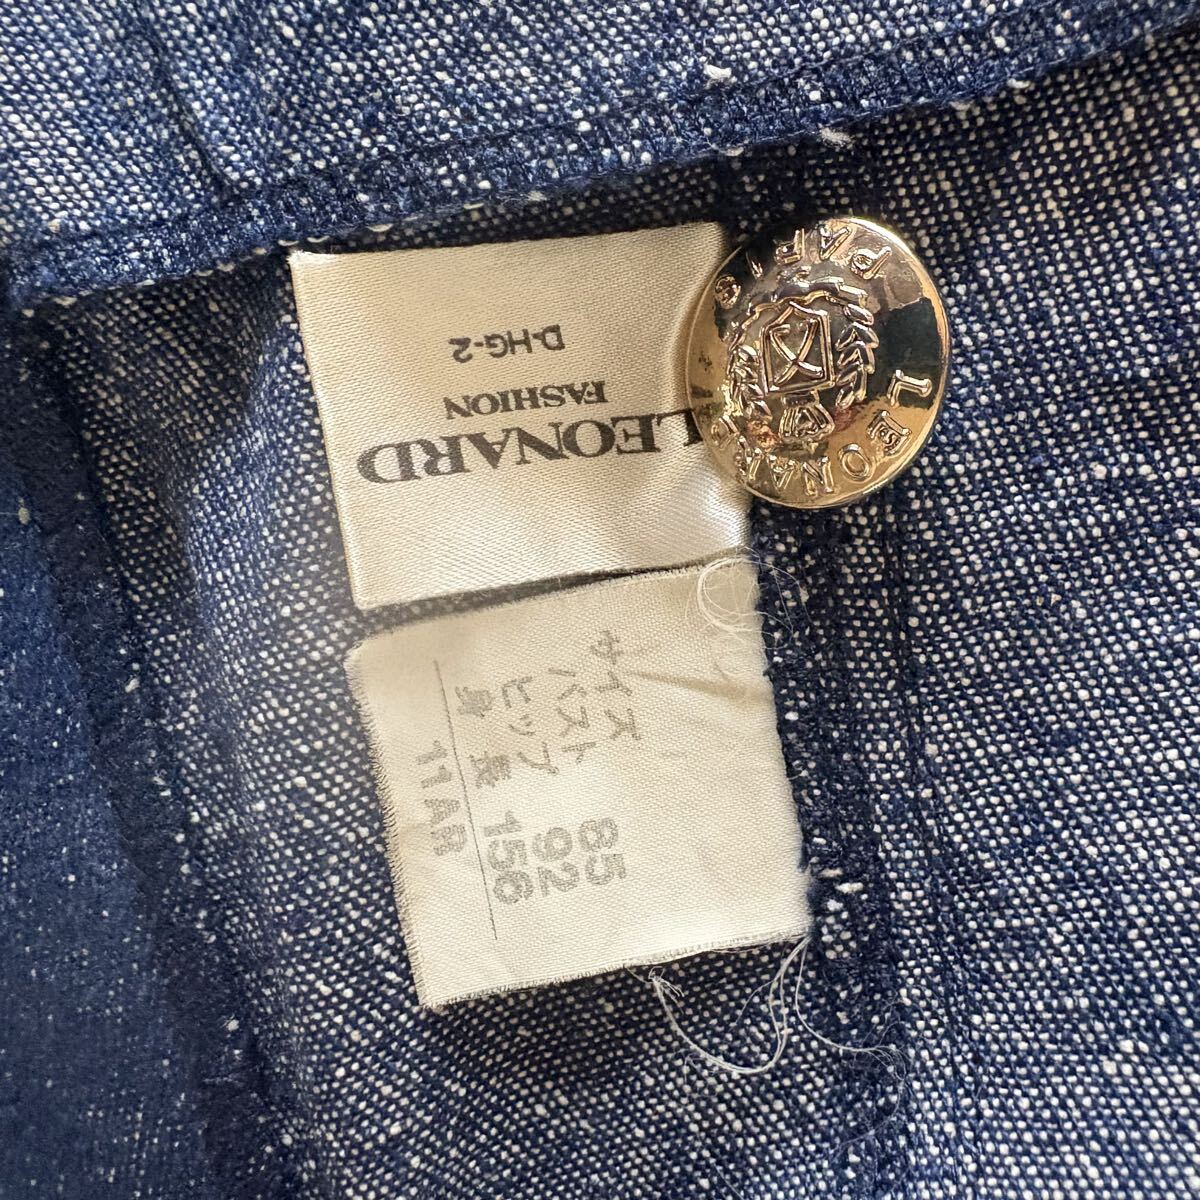 LEONARD
FASHION
D-HG-2
サイズ
バスト 85
ヒップ 92
身長 156
11AR
LEONARD
PARIS